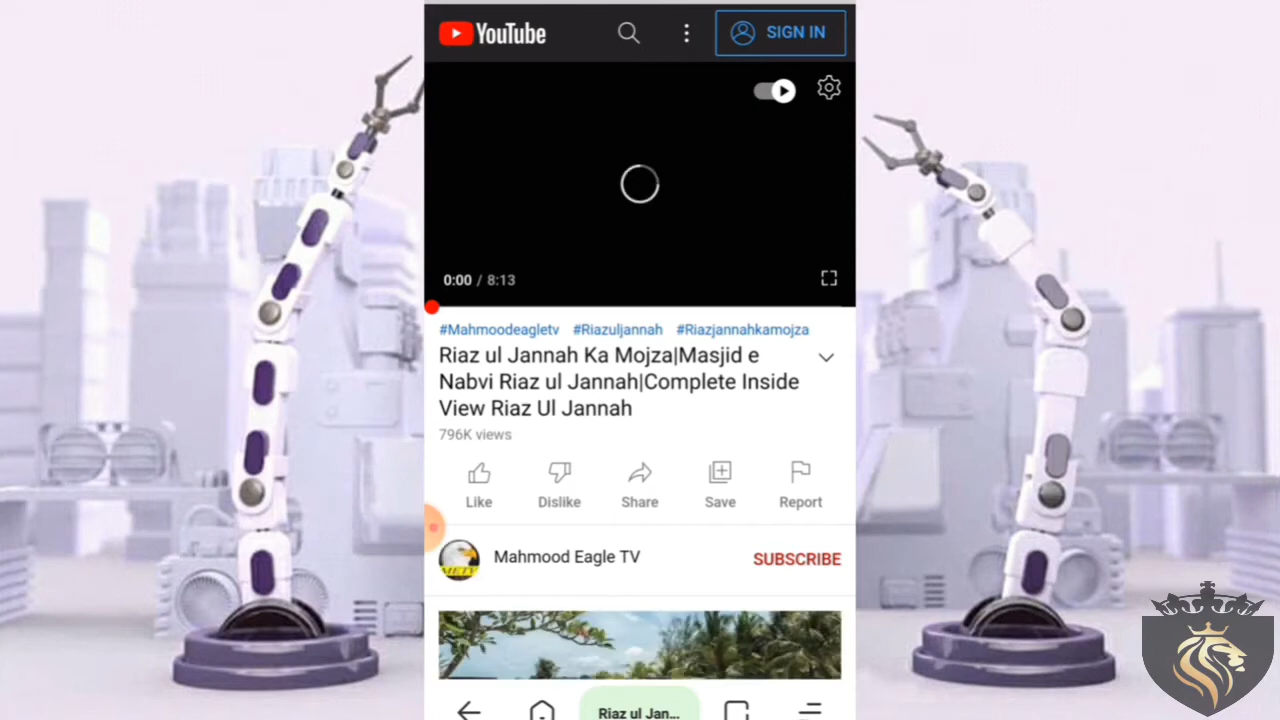 YouTube
SIGN IN
0:00 / 8:13
#Mahmoodeagletv #Riazuljannah #Riazjannahkamojza
Riaz ul Jannah Ka Mojza|Masjid e
Nabvi Riaz ul Jannah|Complete Inside
View Riaz Ul Jannah
796K views
Like Dislike Share Save Report
METV
Mahmood Eagle TV
SUBSCRIBE
Riaz ul Jan...